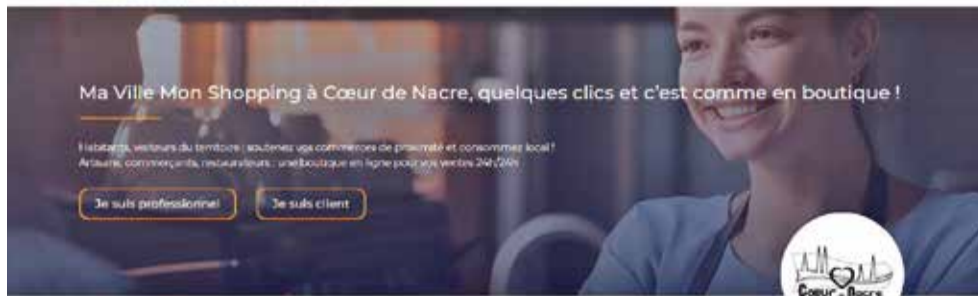 Ma Ville Mon Shopping à Cœur de Nacre, quelques clics et c'est comme en boutique !
Habitants, visiteurs du territoire : soutenez vos commerces de proximité et consommez local !
Artisans, commerçants, restaurateurs : une boutique en ligne pour vos ventes 24h/24h
Je suis professionnel
Je suis client
Cœur de Nacre